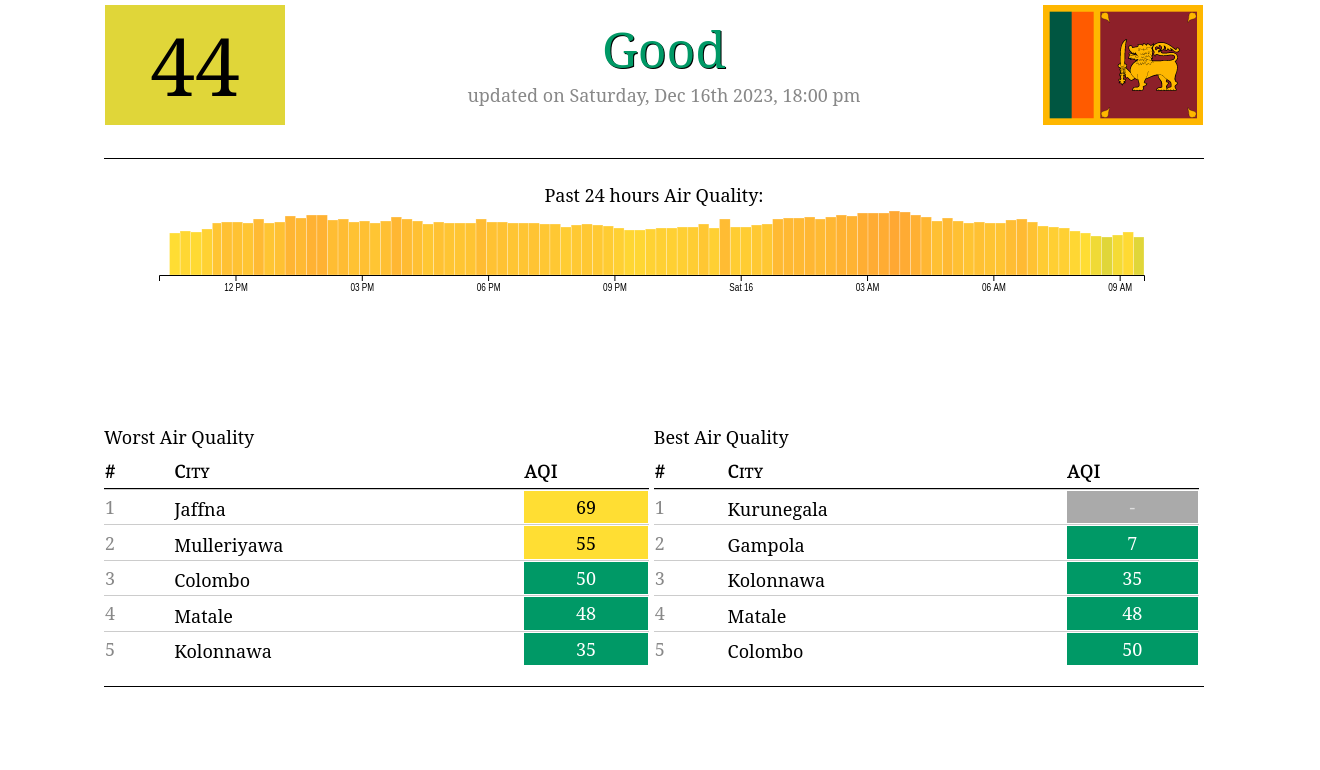 44
Good
updated on Saturday, Dec 16th 2023, 18:00 pm
Past 24 hours Air Quality:
12 PM 03 PM 06 PM 09 PM Sat 16 03 AM 06 AM 09 AM
Worst Air Quality
# City AQI
1 Jaffna 69
2 Mulleriyawa 55
3 Colombo 50
4 Matale 48
5 Kolonnawa 35
Best Air Quality
# City AQI
1 Kurunegala -
2 Gampola 7
3 Kolonnawa 35
4 Matale 48
5 Colombo 50